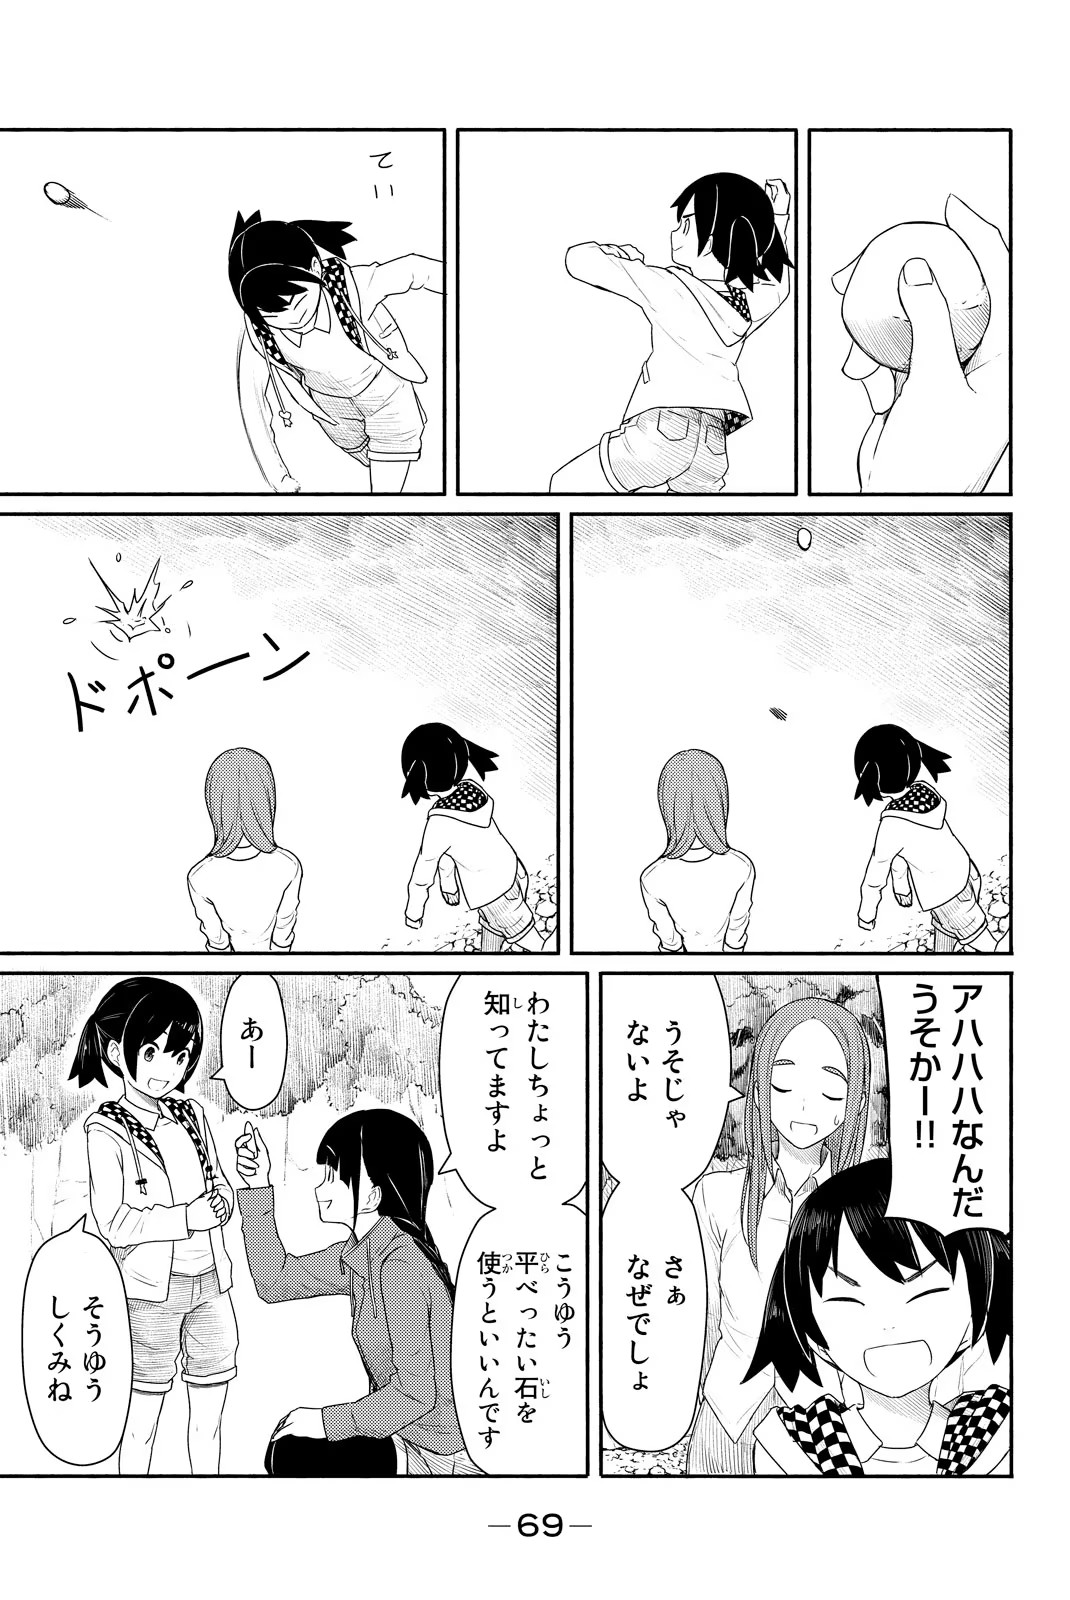 てい
ドポーン
アハハハなんだ
うそかー!!
うそじゃ
ないよ
さぁ
なぜでしょ
わたしちょっと
知ってますよ
こうゆう
平べったい石を
使うといいんです
あー
そうゆう
しくみね
—69—